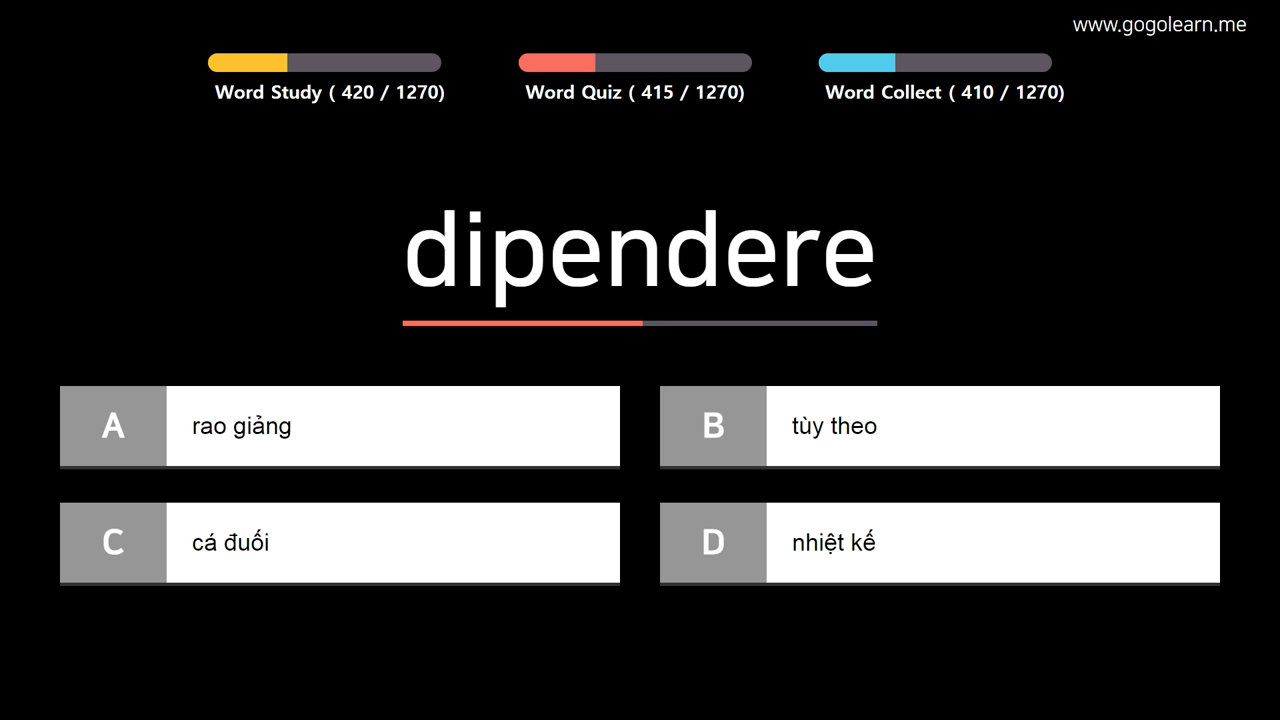 www.gogolearn.me
Word Study ( 420 / 1270)
Word Quiz ( 415 / 1270)
Word Collect ( 410 / 1270)
dipendere
A
rao giảng
B
tùy theo
C
cá đuối
D
nhiệt kế